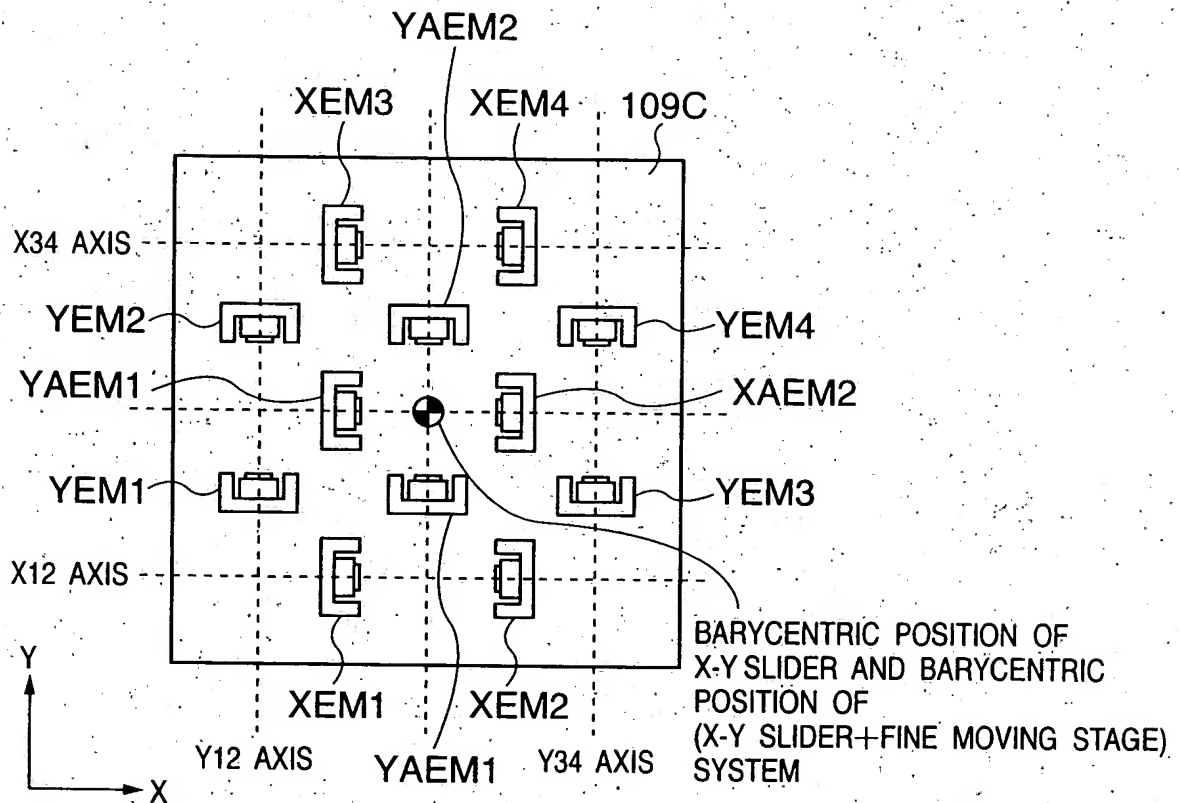 YAEM2
XEM3
XEM4
109C
X34 AXIS
YEM2
YEM4
YAEM1
XAEM2
YEM1
YEM3
X12 AXIS
BARYCENTRIC POSITION OF
X-Y SLIDER AND BARYCENTRIC
POSITION OF
(X-Y SLIDER+FINE MOVING STAGE)
SYSTEM
Y
XEM1
XEM2
Y12 AXIS
YAEM1
Y34 AXIS
X